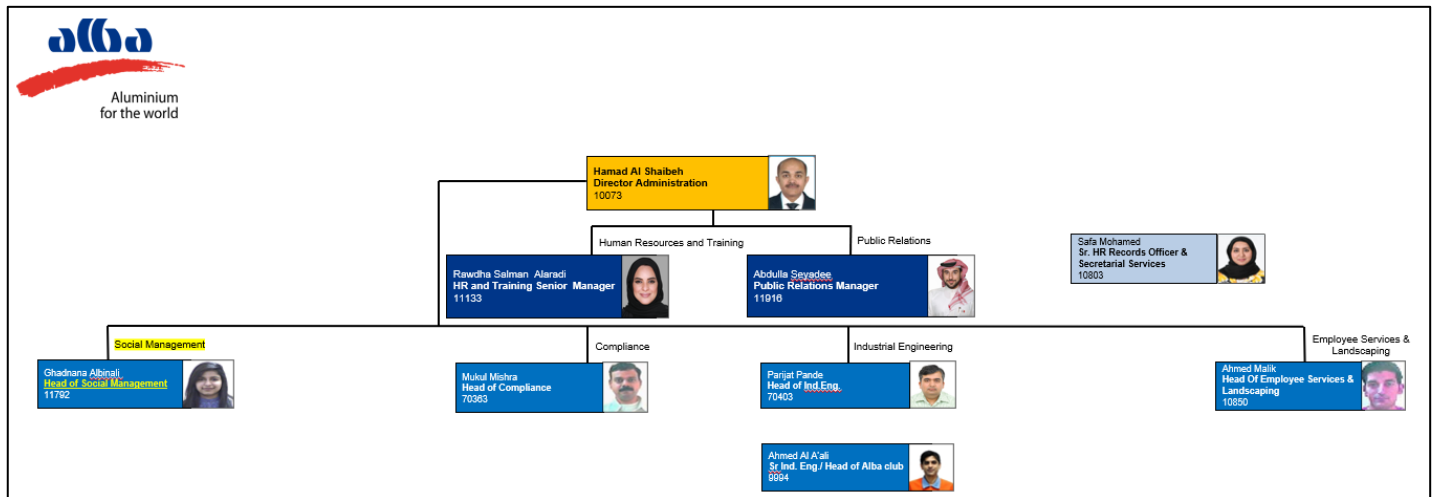 alba
Aluminium
for the world
Hamad Al Shaibeh
Director Administration
10073
Human Resources and Training
Public Relations
Rawdha Salman Alaradi
HR and Training Senior Manager
11133
Abdulla Seyadee
Public Relations Manager
11916
Safa Mohamed
Sr. HR Records Officer &
Secretarial Services
10803
Social Management
Ghadnana Albinali
Head of Social Management
11792
Compliance
Mukul Mishra
Head of Compliance
70363
Industrial Engineering
Parijat Pande
Head of Ind.Eng.
70403
Employee Services &
Landscaping
Ahmed Malik
Head Of Employee Services &
Landscaping
10850
Ahmed Al A'ali
Sr Ind. Eng./ Head of Alba club
9994